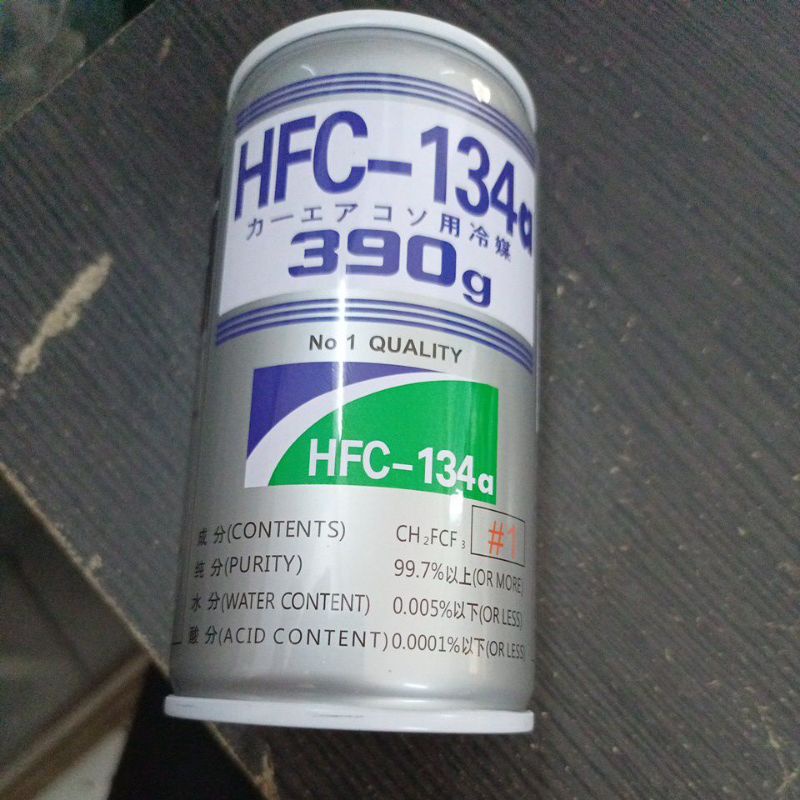 HFC-134a
カーエアコソ用冷媒
390g
No 1 QUALITY
HFC-134a
成 分(CONTENTS) CH₂FCF₃ #1
纯 分(PURITY) 99.7%以上(OR MORE)
水 分(WATER CONTENT) 0.005%以下(OR LESS)
酸 分(ACID CONTENT) 0.0001%以下(OR LESS)